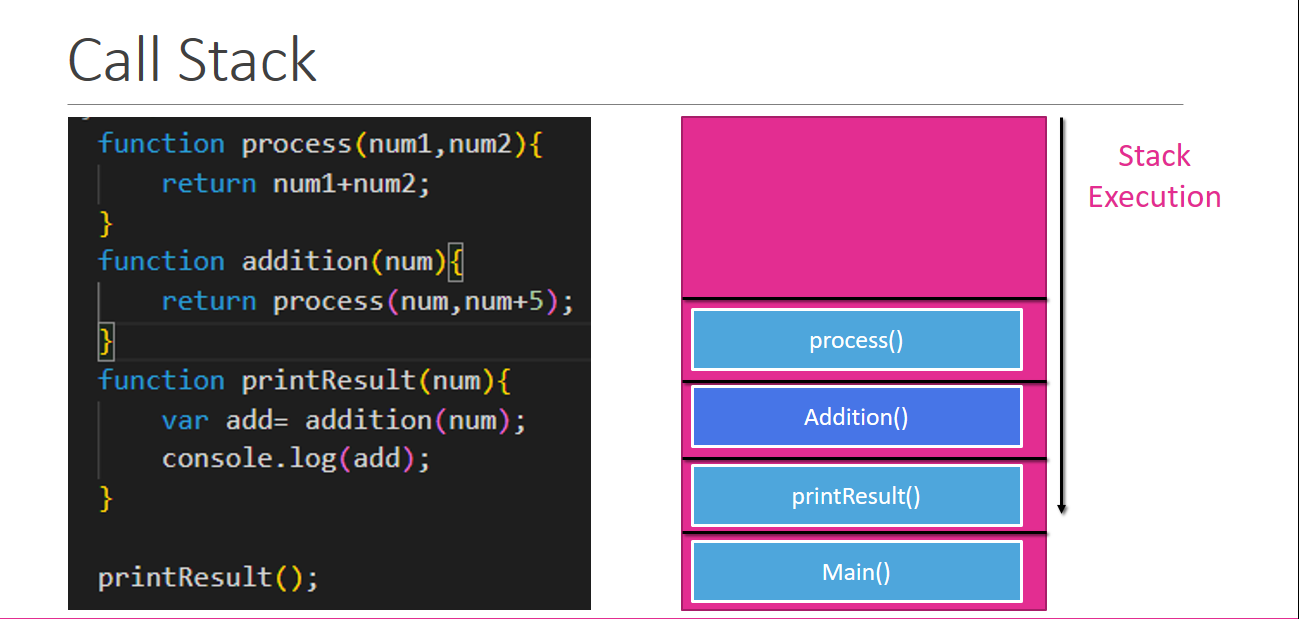 Call Stack
function process(num1,num2){
return num1+num2;
}
function addition(num){
return process(num,num+5);
}
function printResult(num){
var add= addition(num);
console.log(add);
}
printResult();
process()
Addition()
printResult()
Main()
Stack
Execution